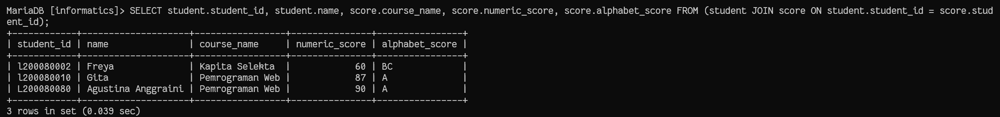 MariaDB [informatics]> SELECT student.student_id, student.name, score.course_name, score.numeric_score, score.alphabet_score FROM (student JOIN score ON student.student_id = score.stud
ent_id);
+------------+--------------------+-----------------+---------------+----------------+
| student_id | name               | course_name     | numeric_score | alphabet_score |
+------------+--------------------+-----------------+---------------+----------------+
| l200080002 | Freya              | Kapita Selekta  |            60 | BC             |
| l200080010 | Gita               | Pemrograman Web |            87 | A              |
| L200080080 | Agustina Anggraini | Pemrograman Web |            90 | A              |
+------------+--------------------+-----------------+---------------+----------------+
3 rows in set (0.039 sec)